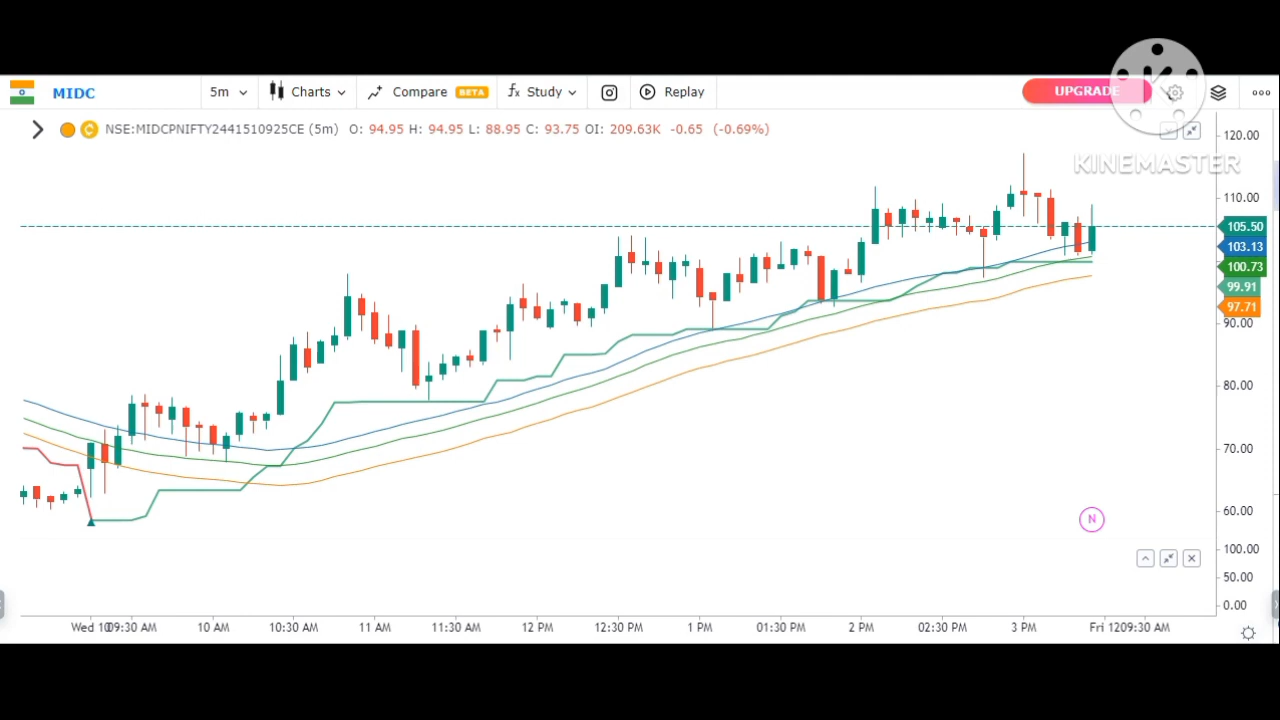 MIDC 5m Charts Compare BETA fx Study Replay UPGRADE
NSE:MIDCPNIFTY2441510925CE (5m) O: 94.95 H: 94.95 L: 88.95 C: 93.75 OI: 209.63K -0.65 (-0.69%)
KINEMASTER
120.00
110.00
105.50
103.13
100.73
99.91
97.71
90.00
80.00
70.00
60.00
N
100.00
50.00
0.00
Wed 10 09:30 AM 10 AM 10:30 AM 11 AM 11:30 AM 12 PM 12:30 PM 1 PM 01:30 PM 2 PM 02:30 PM 3 PM Fri 12 09:30 AM